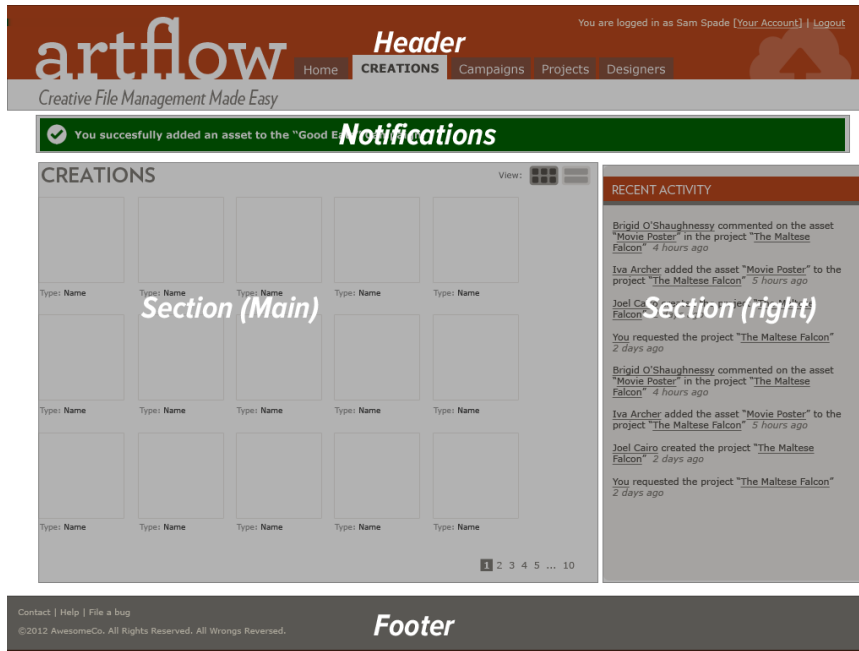 You are logged in as Sam Spade [Your Account] | Logout
artflow
Header
Home CREATIONS Campaigns Projects Designers
Creative File Management Made Easy
You succesfully added an asset to the "Good
Notifications
CREATIONS
View:
Type: Name Type: Name Type: Name Type: Name Type: Name
Section (Main)
Type: Name Type: Name Type: Name Type: Name Type: Name
Type: Name Type: Name Type: Name Type: Name Type: Name
1 2 3 4 5 ... 10
RECENT ACTIVITY
Brigid O'Shaughnessy commented on the asset
"Movie Poster" in the project "The Maltese
Falcon" 4 hours ago
Iva Archer added the asset "Movie Poster" to the
project "The Maltese Falcon" 5 hours ago
Joel
Section (right)
Falcon"
You requested the project "The Maltese Falcon"
2 days ago
Brigid O'Shaughnessy commented on the asset
"Movie Poster" in the project "The Maltese
Falcon" 4 hours ago
Iva Archer added the asset "Movie Poster" to the
project "The Maltese Falcon" 5 hours ago
Joel Cairo created the project "The Maltese
Falcon" 2 days ago
You requested the project "The Maltese Falcon"
2 days ago
Contact | Help | File a bug
©2012 AwesomeCo. All Rights Reserved. All Wrongs Reversed.
Footer